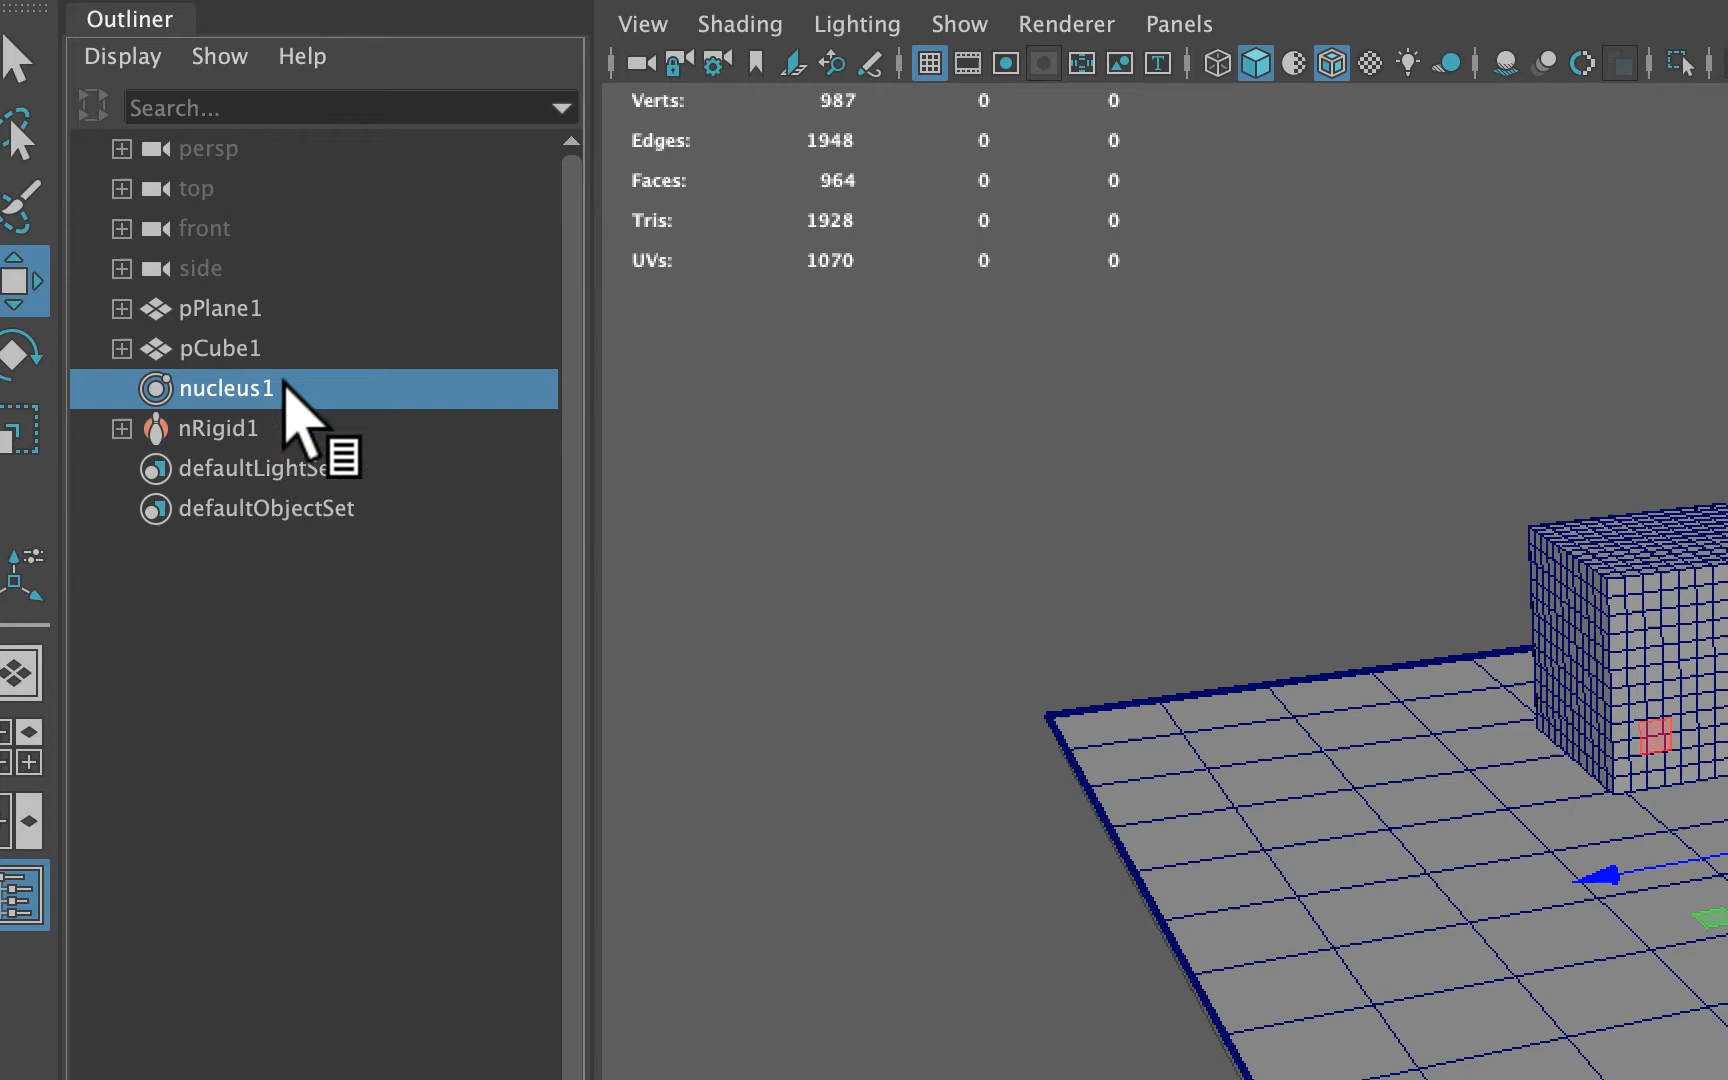 Outliner
Display Show Help
Search...
persp
top
front
side
pPlane1
pCube1
nucleus1
nRigid1
defaultLightSe
defaultObjectSet
View Shading Lighting Show Renderer Panels
T
Verts: 987 0 0
Edges: 1948 0 0
Faces: 964 0 0
Tris: 1928 0 0
UVs: 1070 0 0